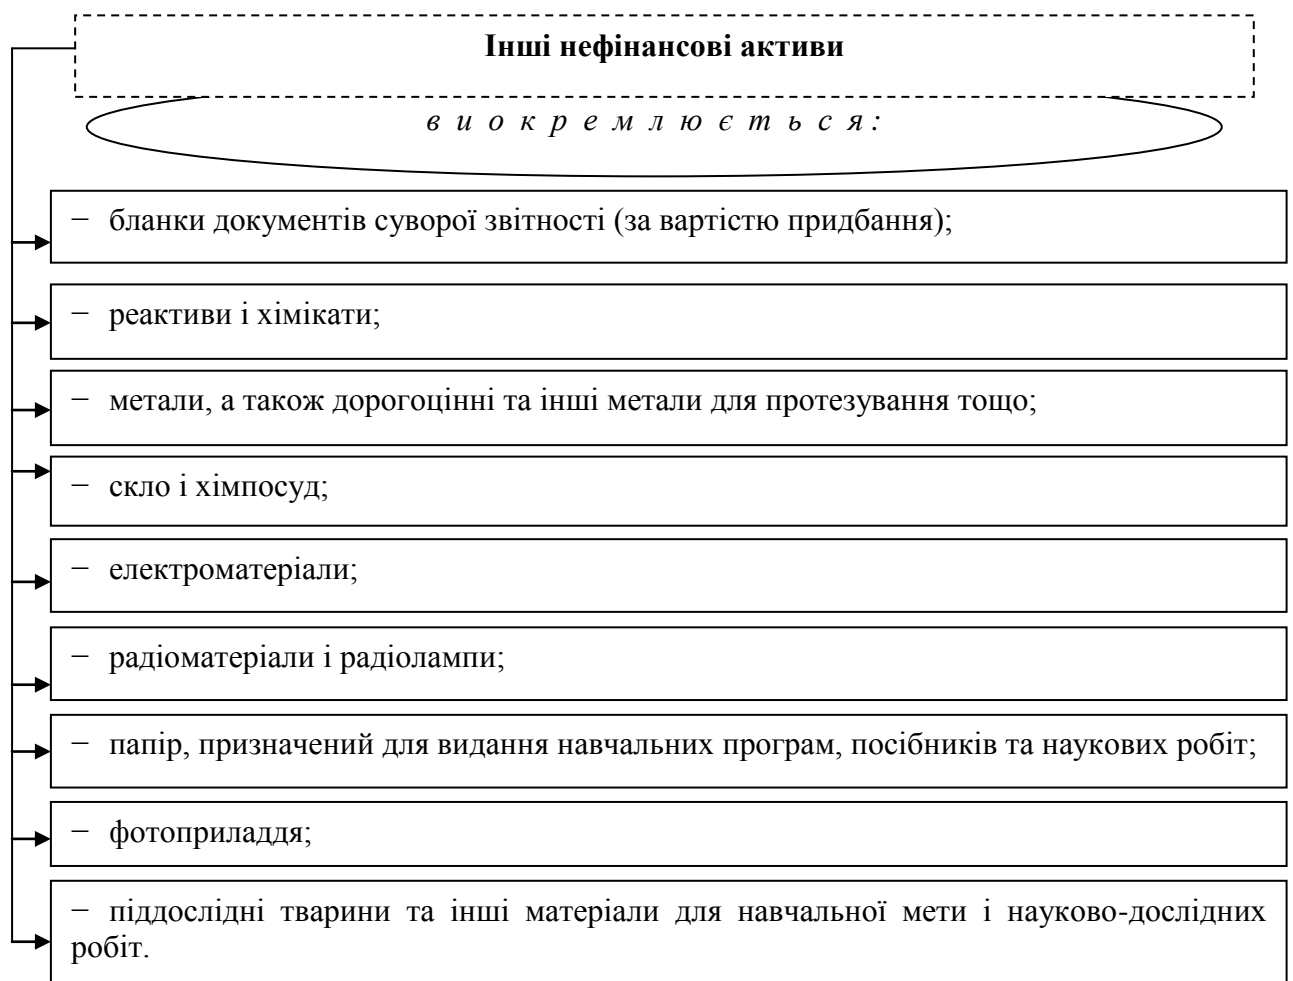 Інші нефінансові активи
виокремлюється:
− бланки документів суворої звітності (за вартістю придбання);
− реактиви і хімікати;
− метали, а також дорогоцінні та інші метали для протезування тощо;
− скло і хімпосуд;
− електроматеріали;
− радіоматеріали і радіолампи;
− папір, призначений для видання навчальних програм, посібників та наукових робіт;
− фотоприладдя;
− піддослідні тварини та інші матеріали для навчальної мети і науково-дослідних
робіт.